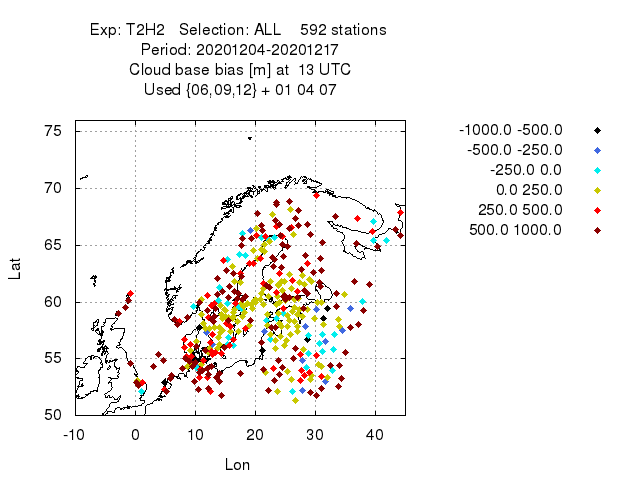 Exp: T2H2 Selection: ALL 592 stations
Period: 20201204-20201217
Cloud base bias [m] at 13 UTC
Used {06,09,12} + 01 04 07
-1000.0 -500.0
-500.0 -250.0
-250.0 0.0
0.0 250.0
250.0 500.0
500.0 1000.0
75
70
65
60
55
50
Lat
-10 0 10 20 30 40
Lon